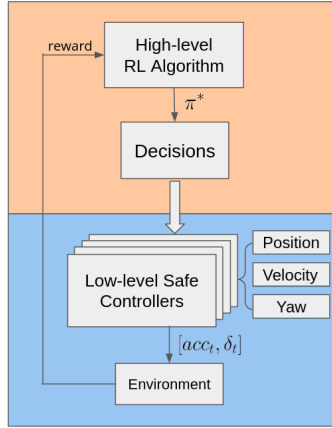 reward
High-level
RL Algorithm
π*
Decisions
Low-level Safe
Controllers
Position
Velocity
Yaw
[acc_t, δ_t]
Environment